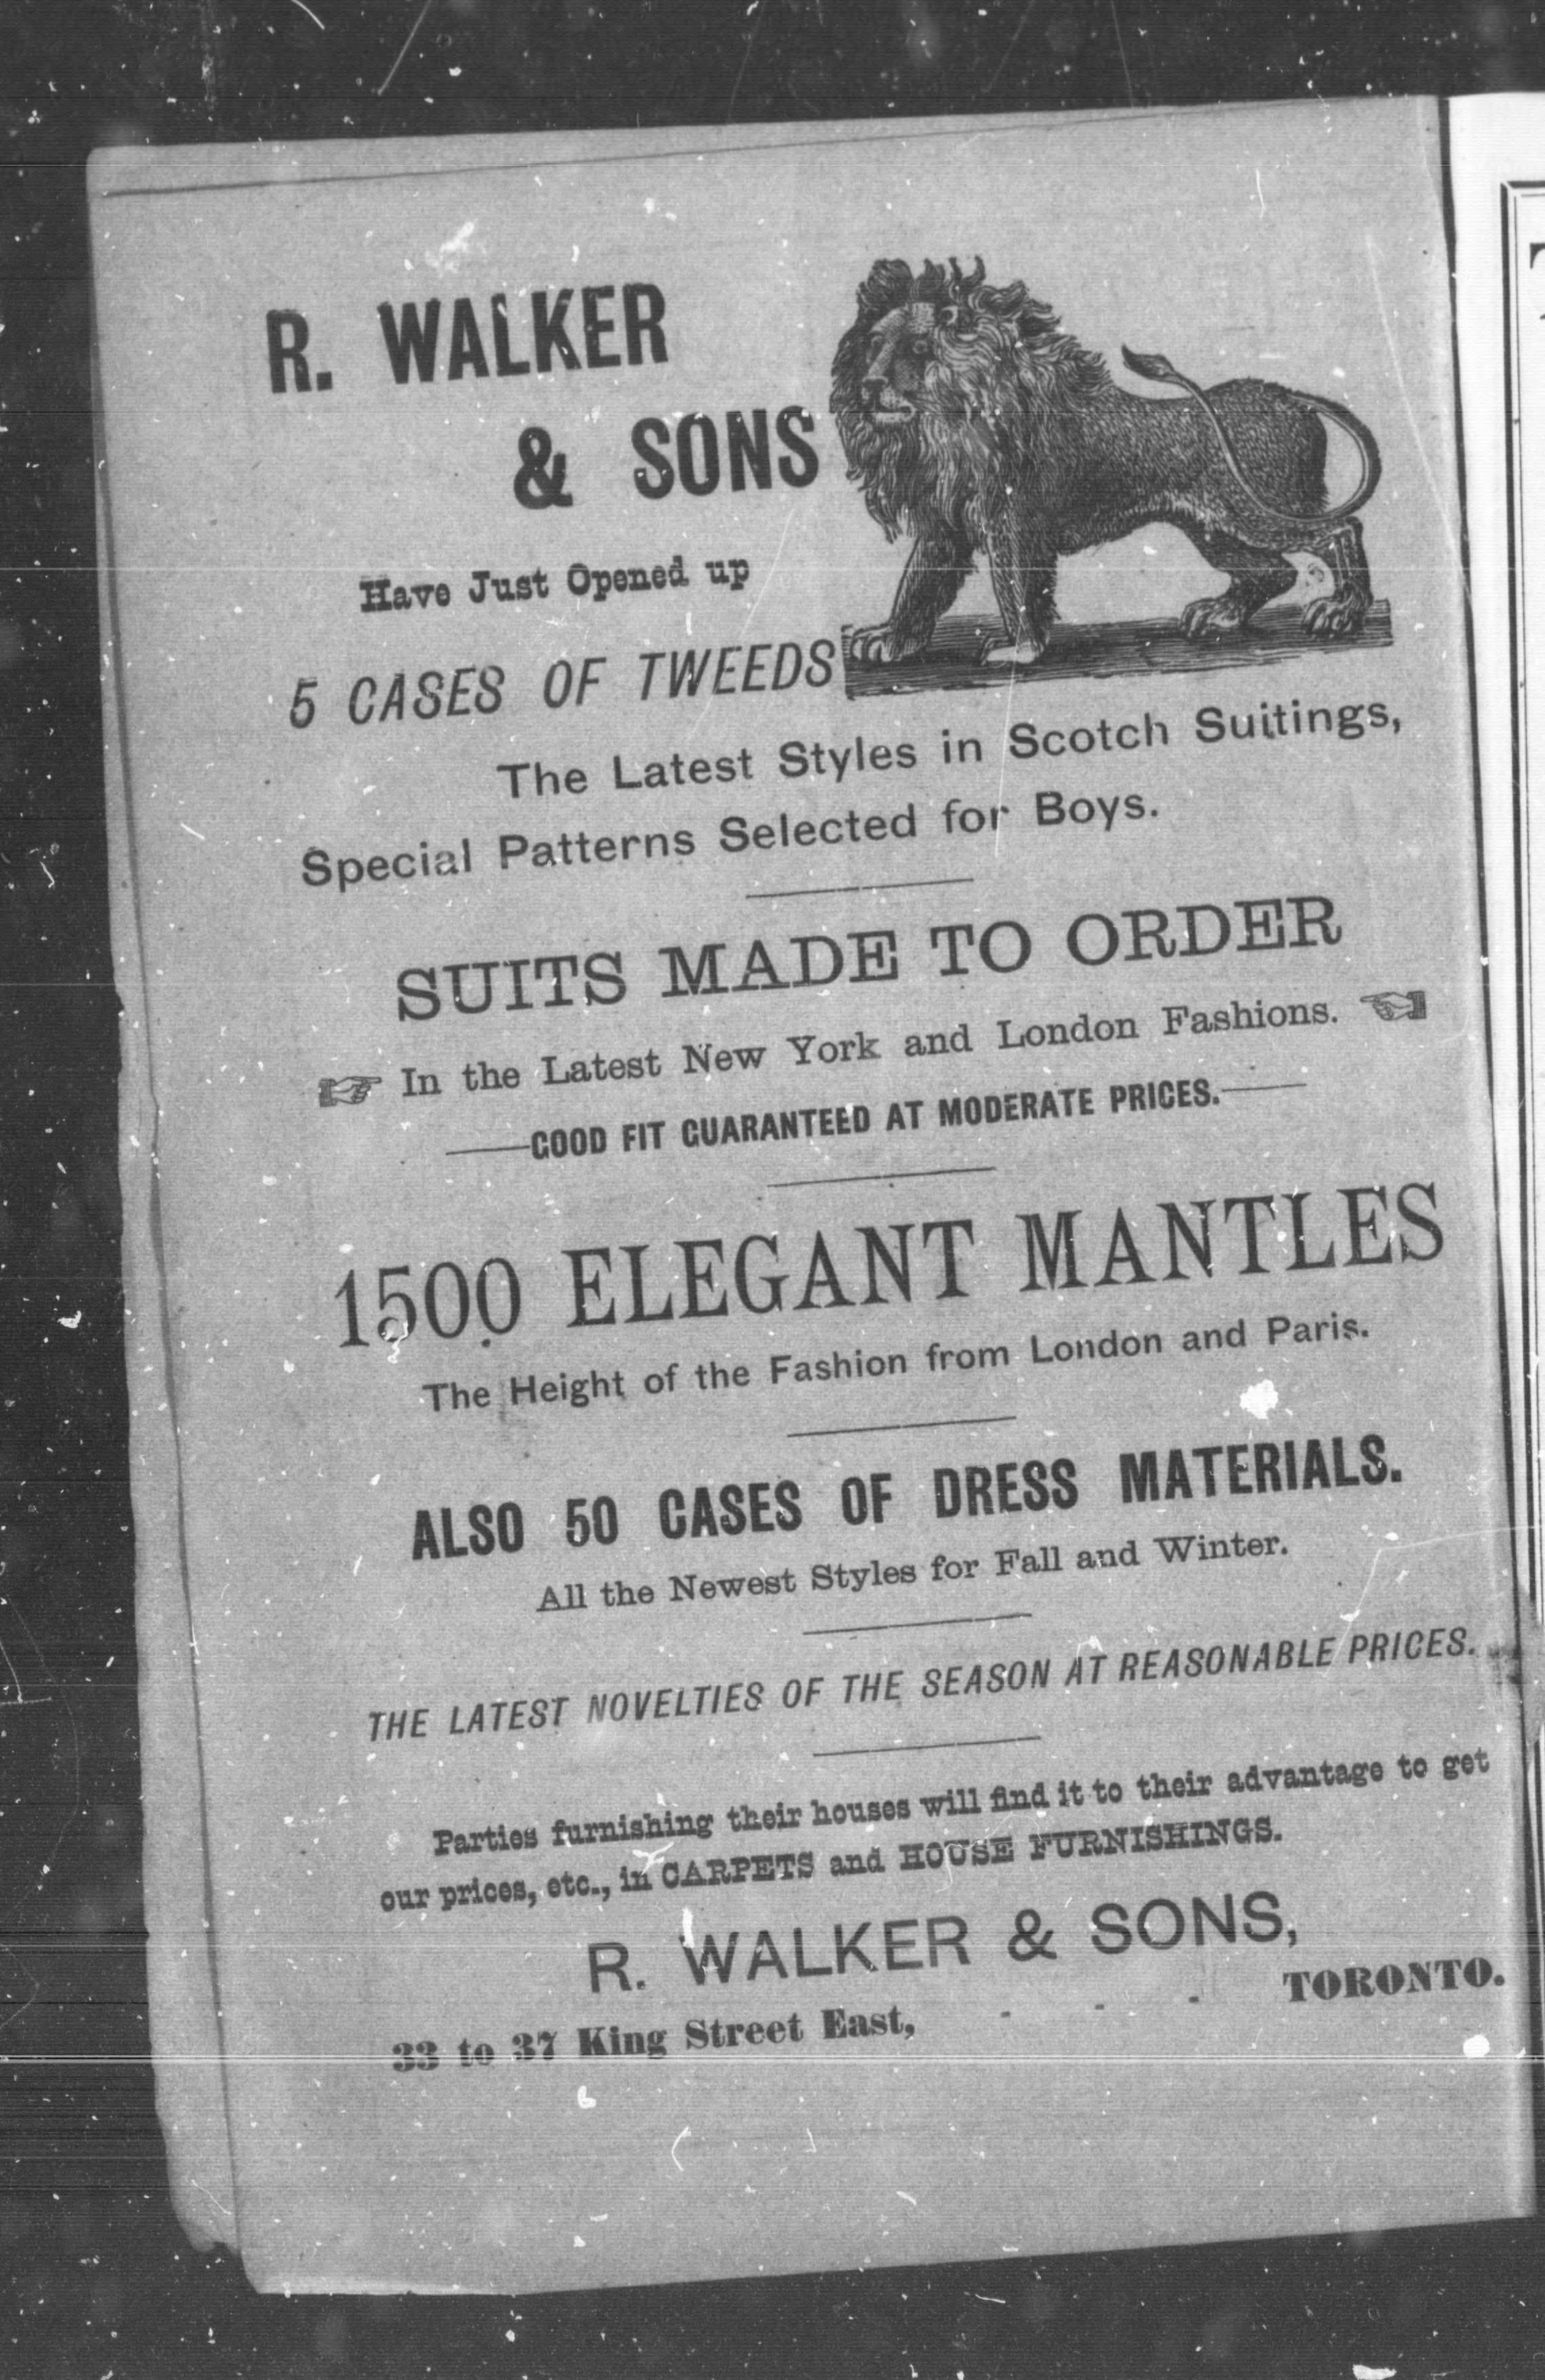 R. WALKER
& SONS
Have Just Opened up
5 CASES OF TWEEDS
The Latest Styles in Scotch Suitings,
Special Patterns Selected for Boys.
SUITS MADE TO ORDER
☞ In the Latest New York and London Fashions. ☜
——GOOD FIT GUARANTEED AT MODERATE PRICES.——
1500 ELEGANT MANTLES
The Height of the Fashion from London and Paris.
ALSO 50 CASES OF DRESS MATERIALS.
All the Newest Styles for Fall and Winter.
THE LATEST NOVELTIES OF THE SEASON AT REASONABLE PRICES.
Parties furnishing their houses will find it to their advantage to get
our prices, etc., in CARPETS and HOUSE FURNISHINGS.
R. WALKER & SONS,
33 to 37 King Street East, - - - TORONTO.